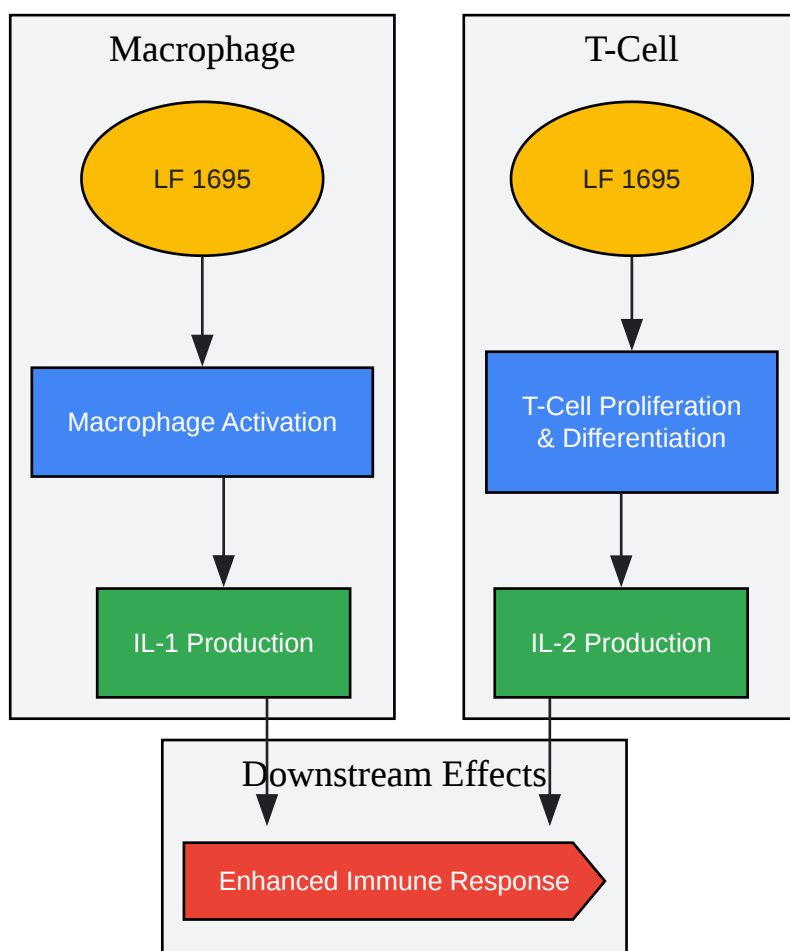 Macrophage
LF 1695
Macrophage Activation
IL-1 Production
T-Cell
LF 1695
T-Cell Proliferation
& Differentiation
IL-2 Production
Downstream Effects
Enhanced Immune Response